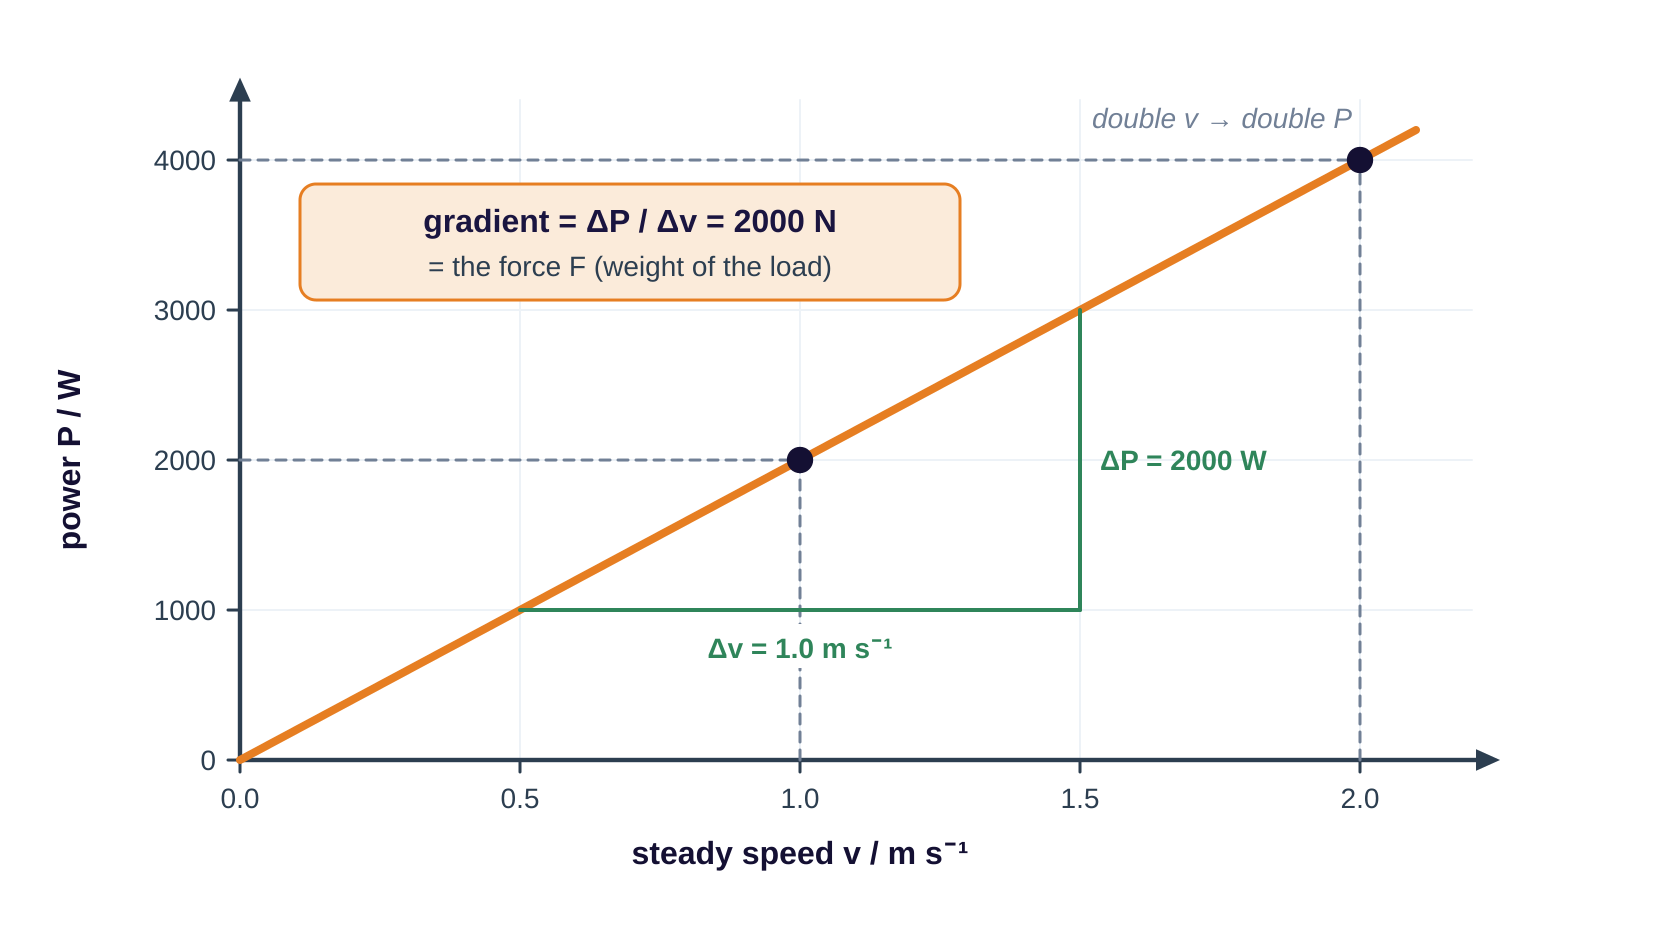 double v → double P
4000
gradient = ΔP / Δv = 2000 N
= the force F (weight of the load)
3000
power P / W
2000
ΔP = 2000 W
1000
Δv = 1.0 m s⁻¹
0
0.0 0.5 1.0 1.5 2.0
steady speed v / m s⁻¹